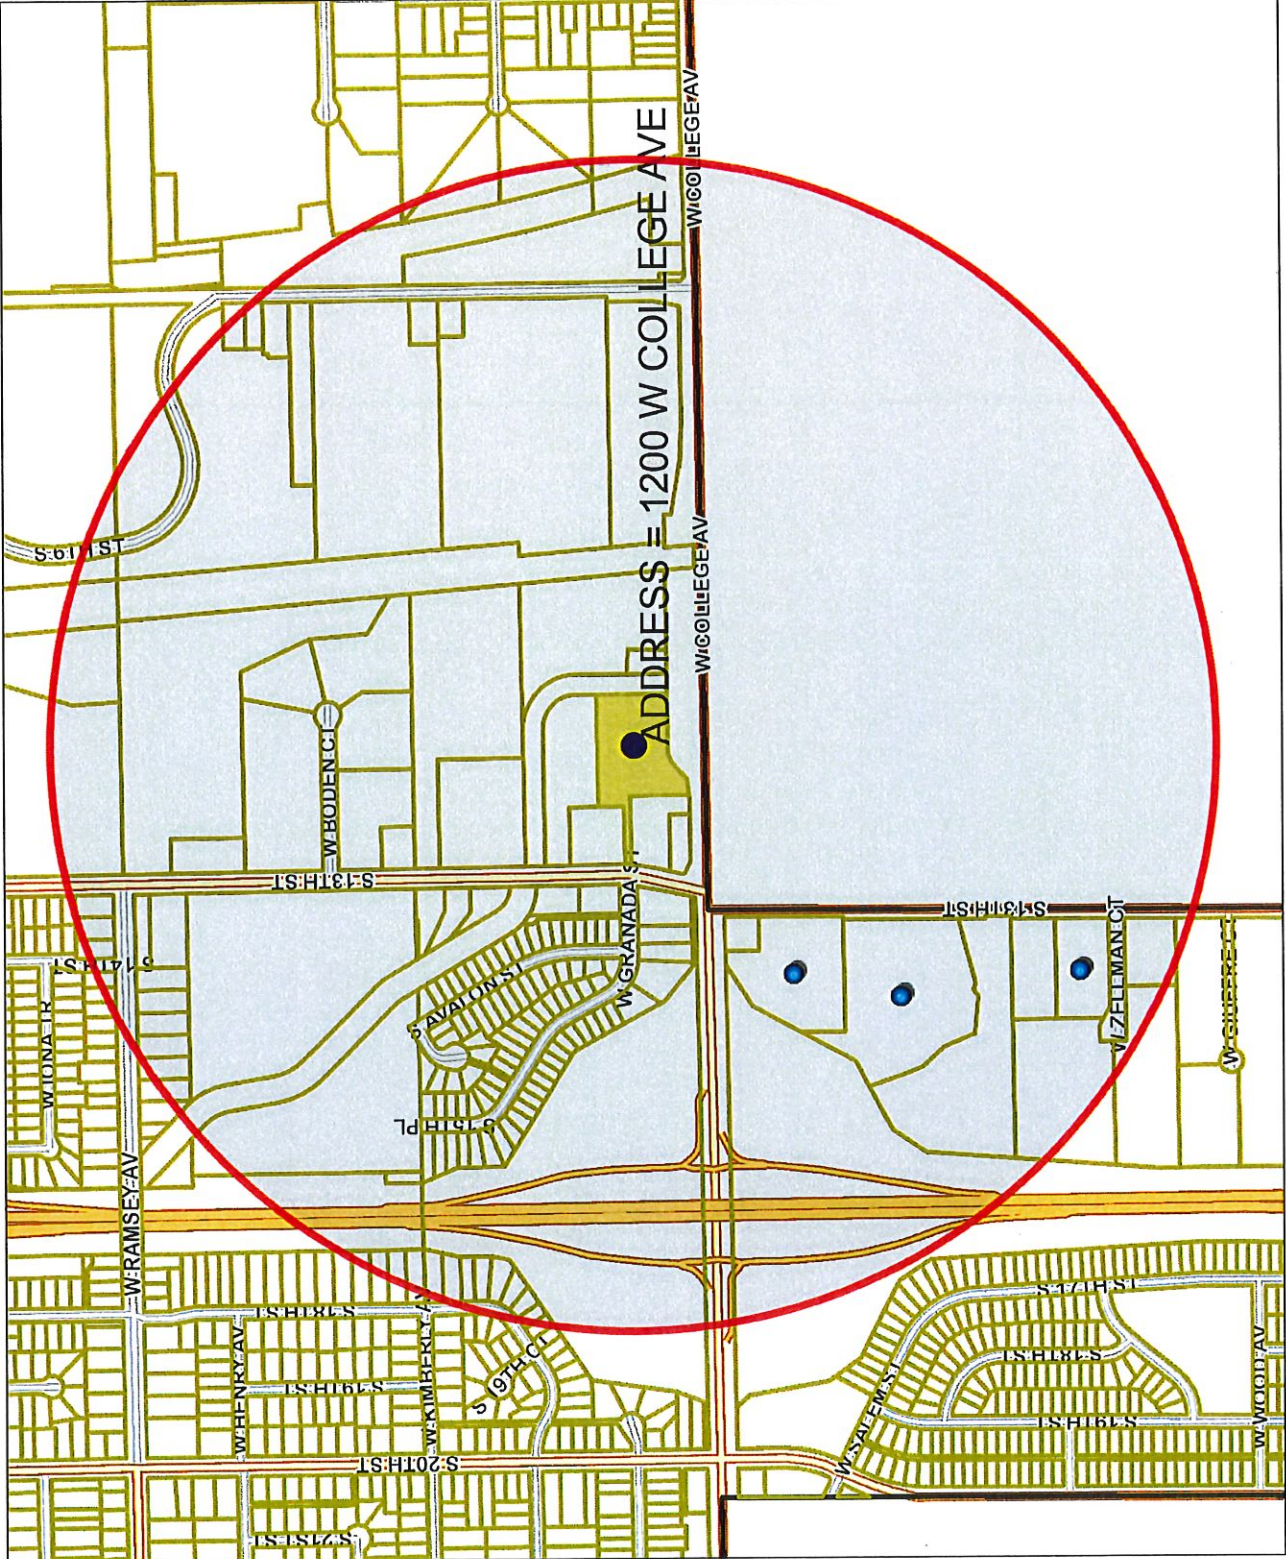 W COLLEGE AV
ADDRESS = 1200 W COLLEGE AVE
W COLLEGE AV
S 6TH ST
W BODEN CT
S 13TH ST
W GRANADA ST
S 13TH ST
S 14TH ST
W IONA TR
S AVALON ST
W ZELLMAN CT
S 15TH PL
W RAMSEY AV
S 18TH ST
W HENRY AV
S 19TH ST
W KIMBERLY AV
S 19TH CT
S 17TH ST
S 18TH ST
S 19TH ST
W SALEM ST
W WOOD AV
S 20TH ST
S 21ST ST